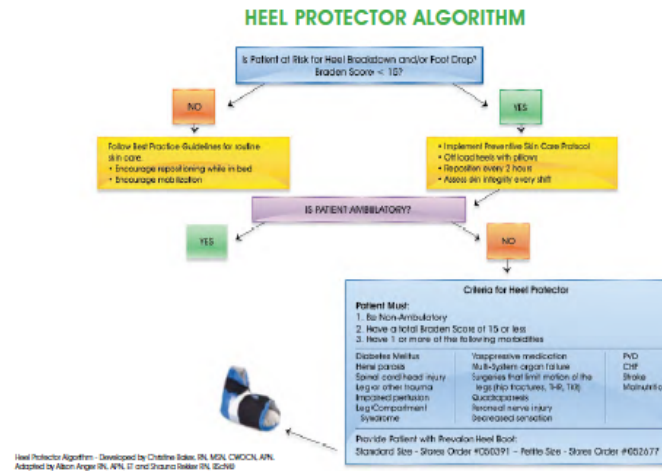 HEEL PROTECTOR ALGORITHM
Is Patient at Risk for Heel Breakdown and/or Foot Drop?
Braden Score < 15?
NO
YES
Follow Best Practice Guidelines for routine
skin care.
• Encourage repositioning while in bed
• Encourage mobilization
• Implement Preventive Skin Care Protocol
• Off load heels with pillows
• Reposition every 2 hours
• Assess skin integrity every shift
IS PATIENT AMBULATORY?
YES
NO
Criteria for Heel Protector
Patient Must:
1. Be Non-Ambulatory
2. Have a total Braden Score of 15 or less
3. Have 1 or more of the following morbidities
Diabetes Mellitus
Hemi paresis
Spinal cord/head injury
Leg or other trauma
Impaired perfusion
Leg Compartment
Syndrome
Vasppressive medication
Multi-System organ failure
Surgeries that limit motion of the
legs (hip fractures, THR, TKR)
Quadraparesis
Peroneal nerve injury
Decreased sensation
PVD
CHF
Stroke
Malnutritio
Provide Patient with Prevalon Heel Boot:
Standard Size - Stores Order #050391 – Petite Size - Stores Order #052677
Heel Protector Algorithm - Developed by Christine Baker, RN, MSN, CWOCN, APN.
Adapted by Alison Anger RN, APN, ET and Shauna Rekker RN, BScN